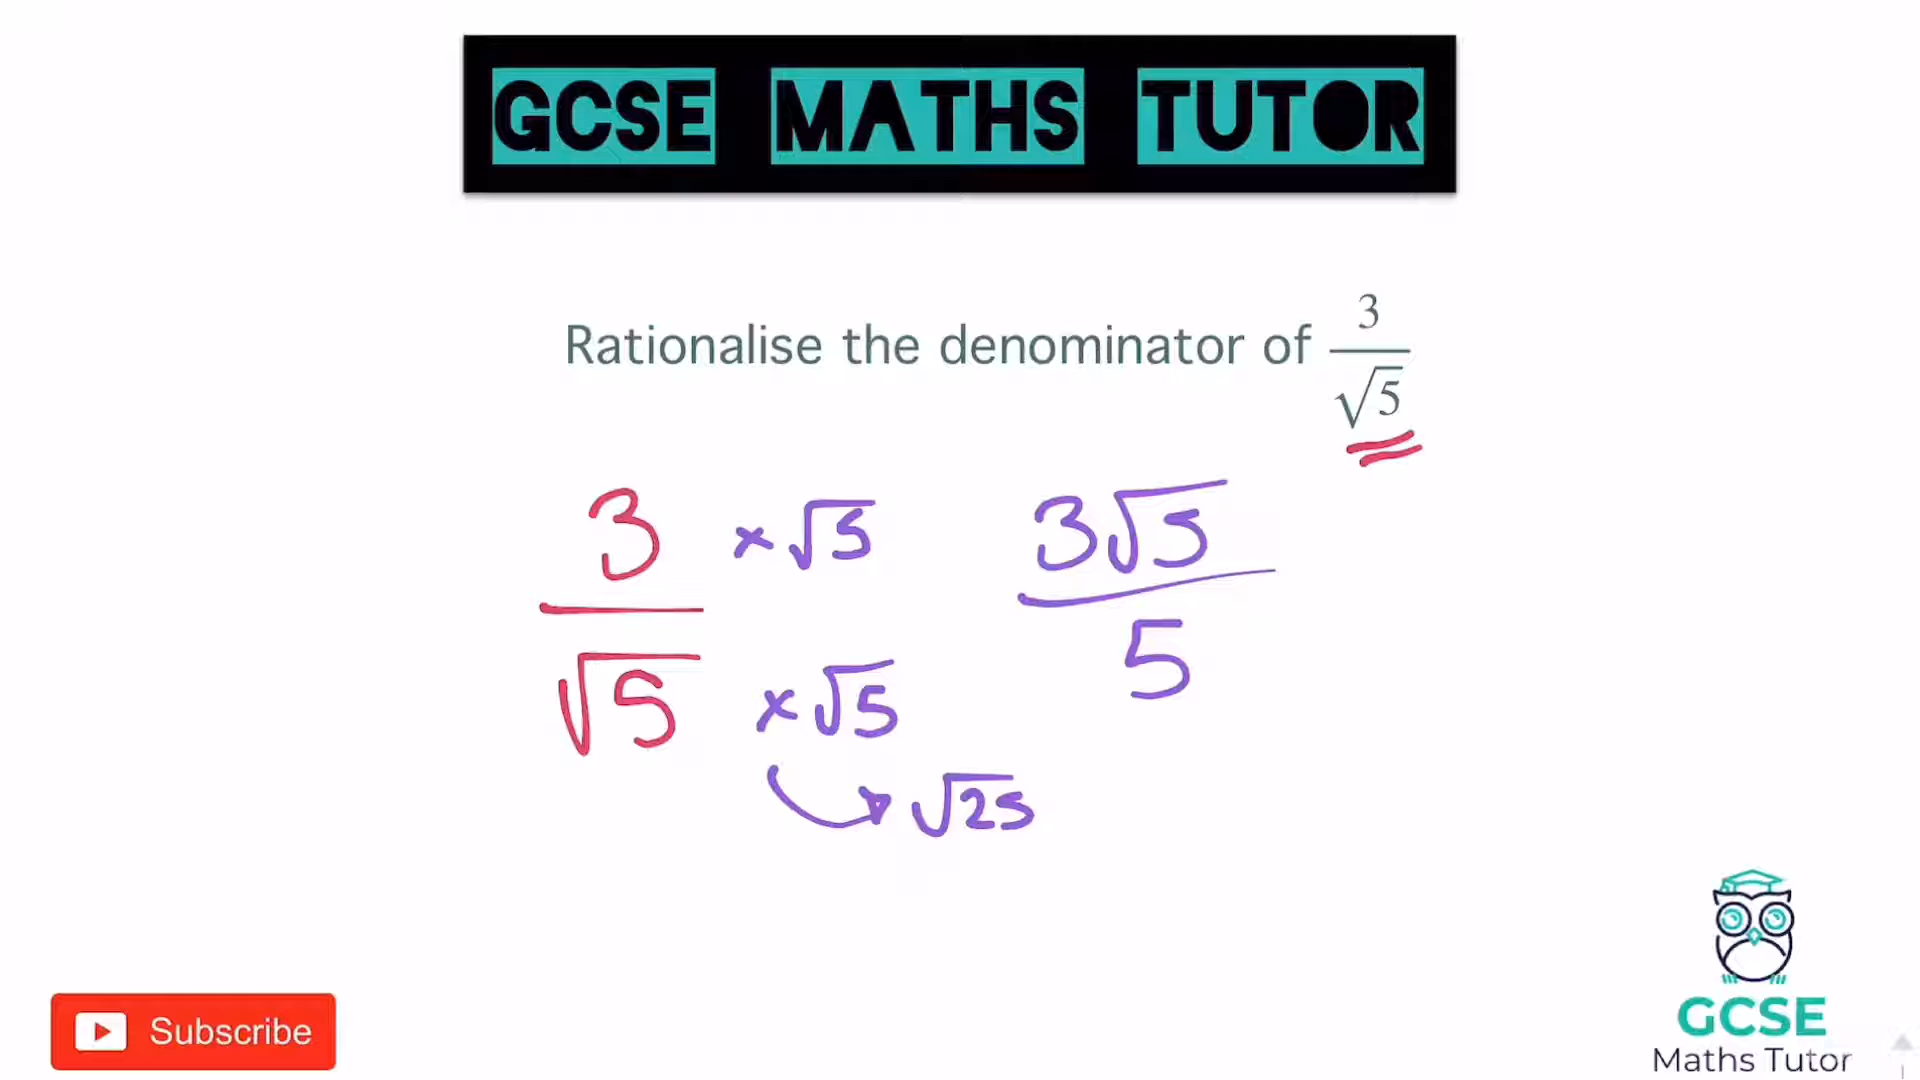 GCSE MATHS TUTOR
Rationalise the denominator of 3/√5
3/√5 ×√5/×√5 3√5/5
√25
Subscribe
GCSE
Maths Tutor